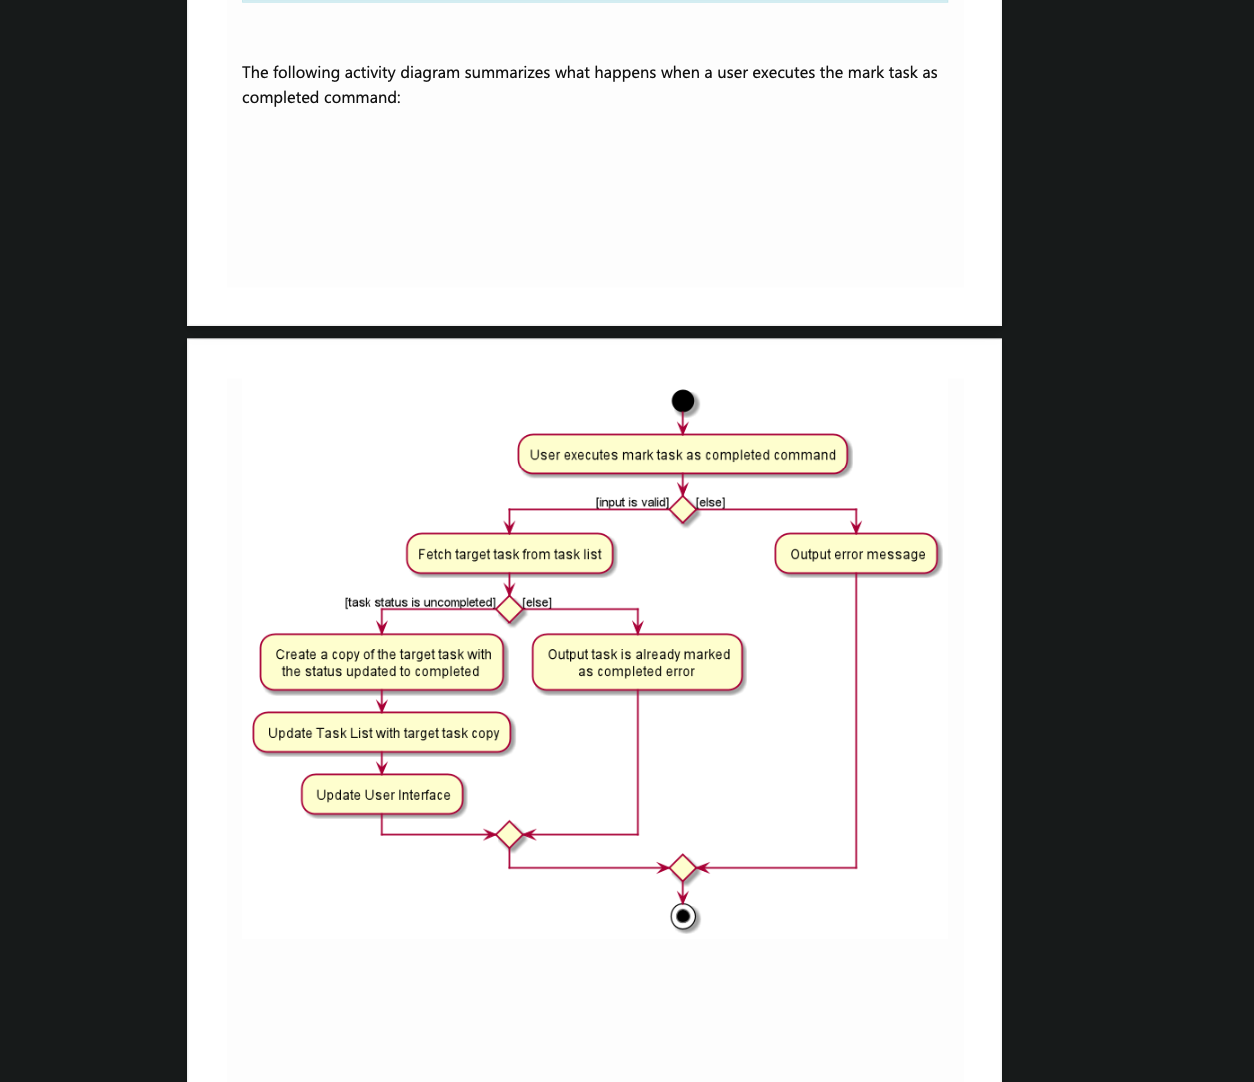 The following activity diagram summarizes what happens when a user executes the mark task as
completed command:
User executes mark task as completed command
[input is valid]
[else]
Fetch target task from task list
Output error message
[task status is uncompleted]
[else]
Create a copy of the target task with
the status updated to completed
Output task is already marked
as completed error
Update Task List with target task copy
Update User Interface